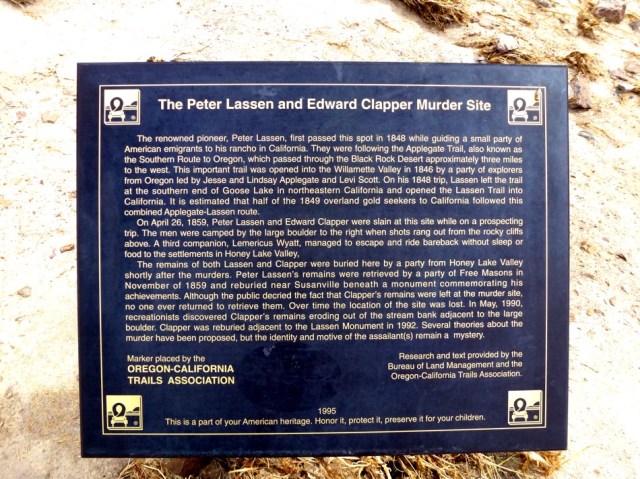 The Peter Lassen and Edward Clapper Murder Site
The renowned pioneer, Peter Lassen, first passed this spot in 1848 while guiding a small party of
American emigrants to his rancho in California. They were following the Applegate Trail, also known as
the Southern Route to Oregon, which passed through the Black Rock Desert approximately three miles
to the west. This important trail was opened into the Willamette Valley in 1846 by a party of explorers
from Oregon led by Jesse and Lindsay Applegate and Levi Scott. On his 1848 trip, Lassen left the trail
at the southern end of Goose Lake in northeastern California and opened the Lassen Trail into
California. It is estimated that half of the 1849 overland gold seekers to California followed this
combined Applegate-Lassen route.
On April 26, 1859, Peter Lassen and Edward Clapper were slain at this site while on a prospecting
trip. The men were camped by the large boulder to the right when shots rang out from the rocky cliffs
above. A third companion, Lemericus Wyatt, managed to escape and ride bareback without sleep or
food to the settlements in Honey Lake Valley,
The remains of both Lassen and Clapper were buried here by a party from Honey Lake Valley
shortly after the murders. Peter Lassen's remains were retrieved by a party of Free Masons in
November of 1859 and reburied near Susanville beneath a monument commemorating his
achievements. Although the public decried the fact that Clapper's remains were left at the murder site,
no one ever returned to retrieve them. Over time the location of the site was lost. In May, 1990,
recreationists discovered Clapper's remains eroding out of the stream bank adjacent to the large
boulder. Clapper was reburied adjacent to the Lassen Monument in 1992. Several theories about the
murder have been proposed, but the identity and motive of the assailant(s) remain a mystery.
Marker placed by the
OREGON-CALIFORNIA
TRAILS ASSOCIATION
Research and text provided by the
Bureau of Land Management and the
Oregon-California Trails Association.
1995
This is a part of your American heritage. Honor it, protect it, preserve it for your children.